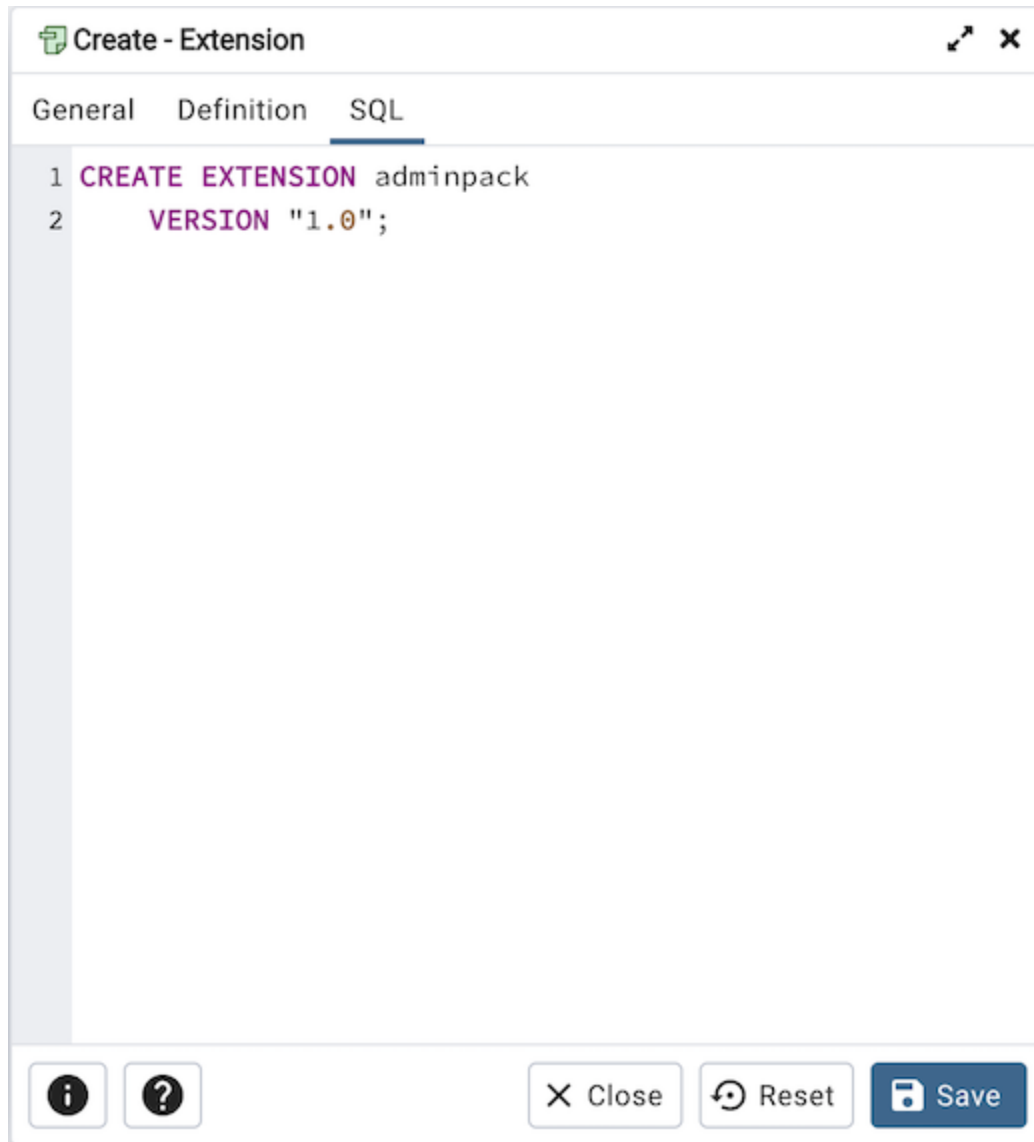 Create - Extension
General Definition SQL
1 CREATE EXTENSION adminpack
2     VERSION "1.0";
Close Reset Save